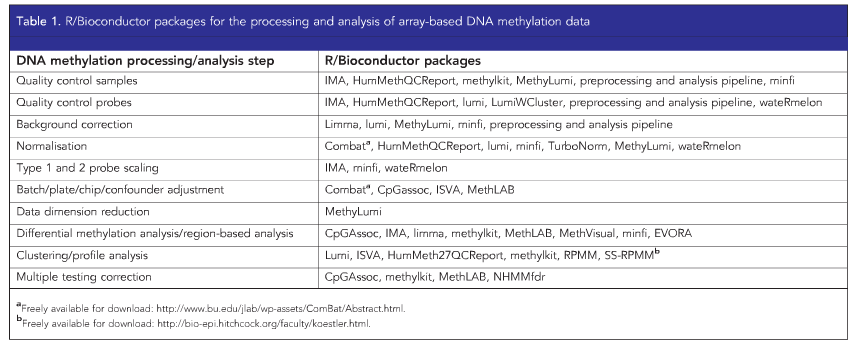 Table 1. R/Bioconductor packages for the processing and analysis of array-based DNA methylation data
DNA methylation processing/analysis step R/Bioconductor packages
Quality control samples IMA, HumMethQCReport, methylkit, MethyLumi, preprocessing and analysis pipeline, minfi
Quality control probes IMA, HumMethQCReport, lumi, LumiWCluster, preprocessing and analysis pipeline, wateRmelon
Background correction Limma, lumi, MethyLumi, minfi, preprocessing and analysis pipeline
Normalisation Combatᵃ, HumMethQCReport, lumi, minfi, TurboNorm, MethyLumi, wateRmelon
Type 1 and 2 probe scaling IMA, minfi, wateRmelon
Batch/plate/chip/confounder adjustment Combatᵃ, CpGassoc, ISVA, MethLAB
Data dimension reduction MethyLumi
Differential methylation analysis/region-based analysis CpGAssoc, IMA, limma, methylkit, MethLAB, MethVisual, minfi, EVORA
Clustering/profile analysis Lumi, ISVA, HumMeth27QCReport, methylkit, RPMM, SS-RPMMᵇ
Multiple testing correction CpGAssoc, methylkit, MethLAB, NHMMfdr
ᵃFreely available for download: http://www.bu.edu/jlab/wp-assets/ComBat/Abstract.html.
ᵇFreely available for download: http://bio-epi.hitchcock.org/faculty/koestler.html.